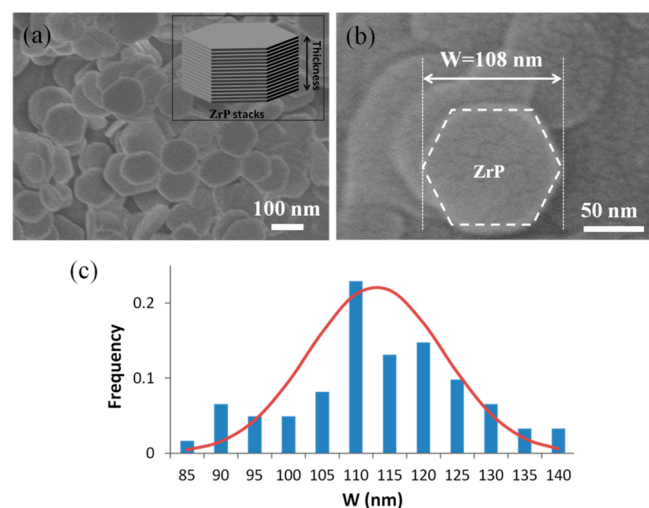 (a)
Thickness
ZrP stacks
100 nm
(b)
W=108 nm
ZrP
50 nm
(c)
Frequency
0.2
0.1
0
85 90 95 100 105 110 115 120 125 130 135 140
W (nm)